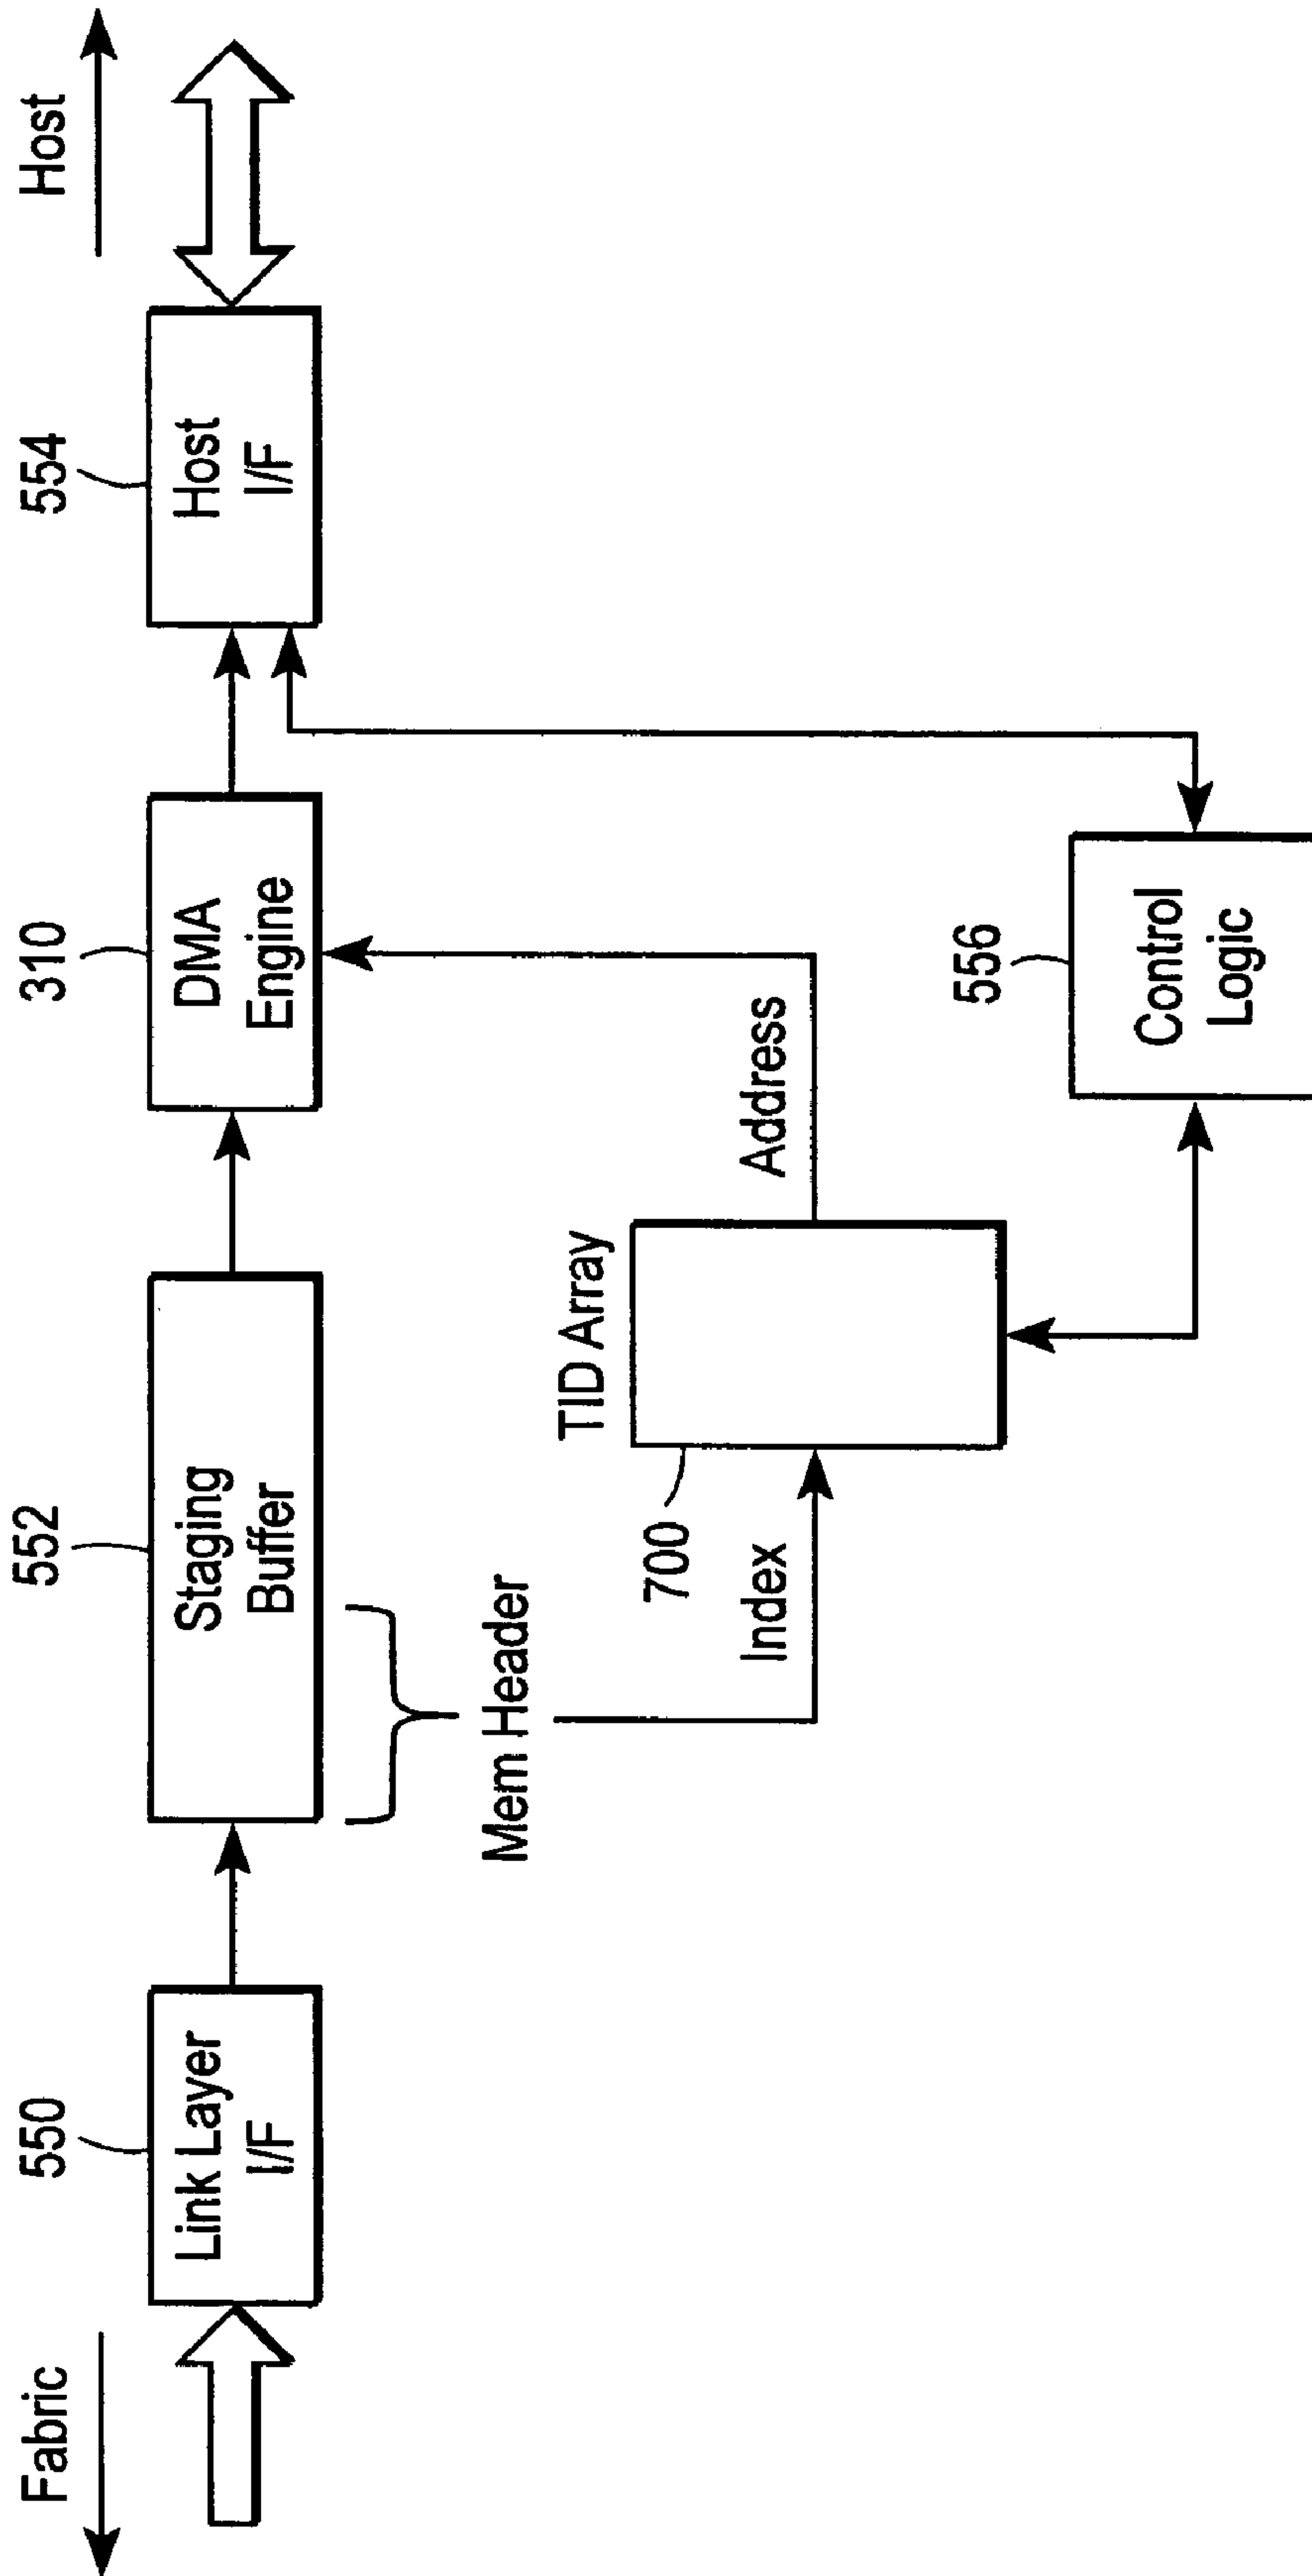 Fabric
Host
550
552
310
554
Link Layer
I/F
Staging
Buffer
DMA
Engine
Host
I/F
Mem Header
TID Array
700
Index
Address
556
Control
Logic